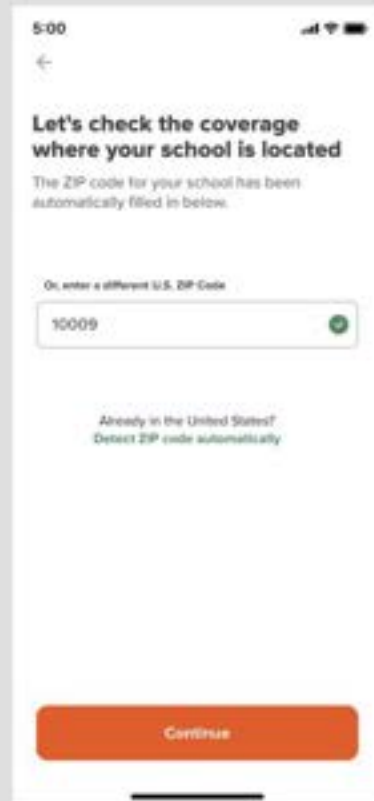 5:00
Let's check the coverage
where your school is located
The ZIP code for your school has been
automatically filled in below.
Or, enter a different U.S. ZIP Code
10009
Already in the United States?
Detect ZIP code automatically
Continue